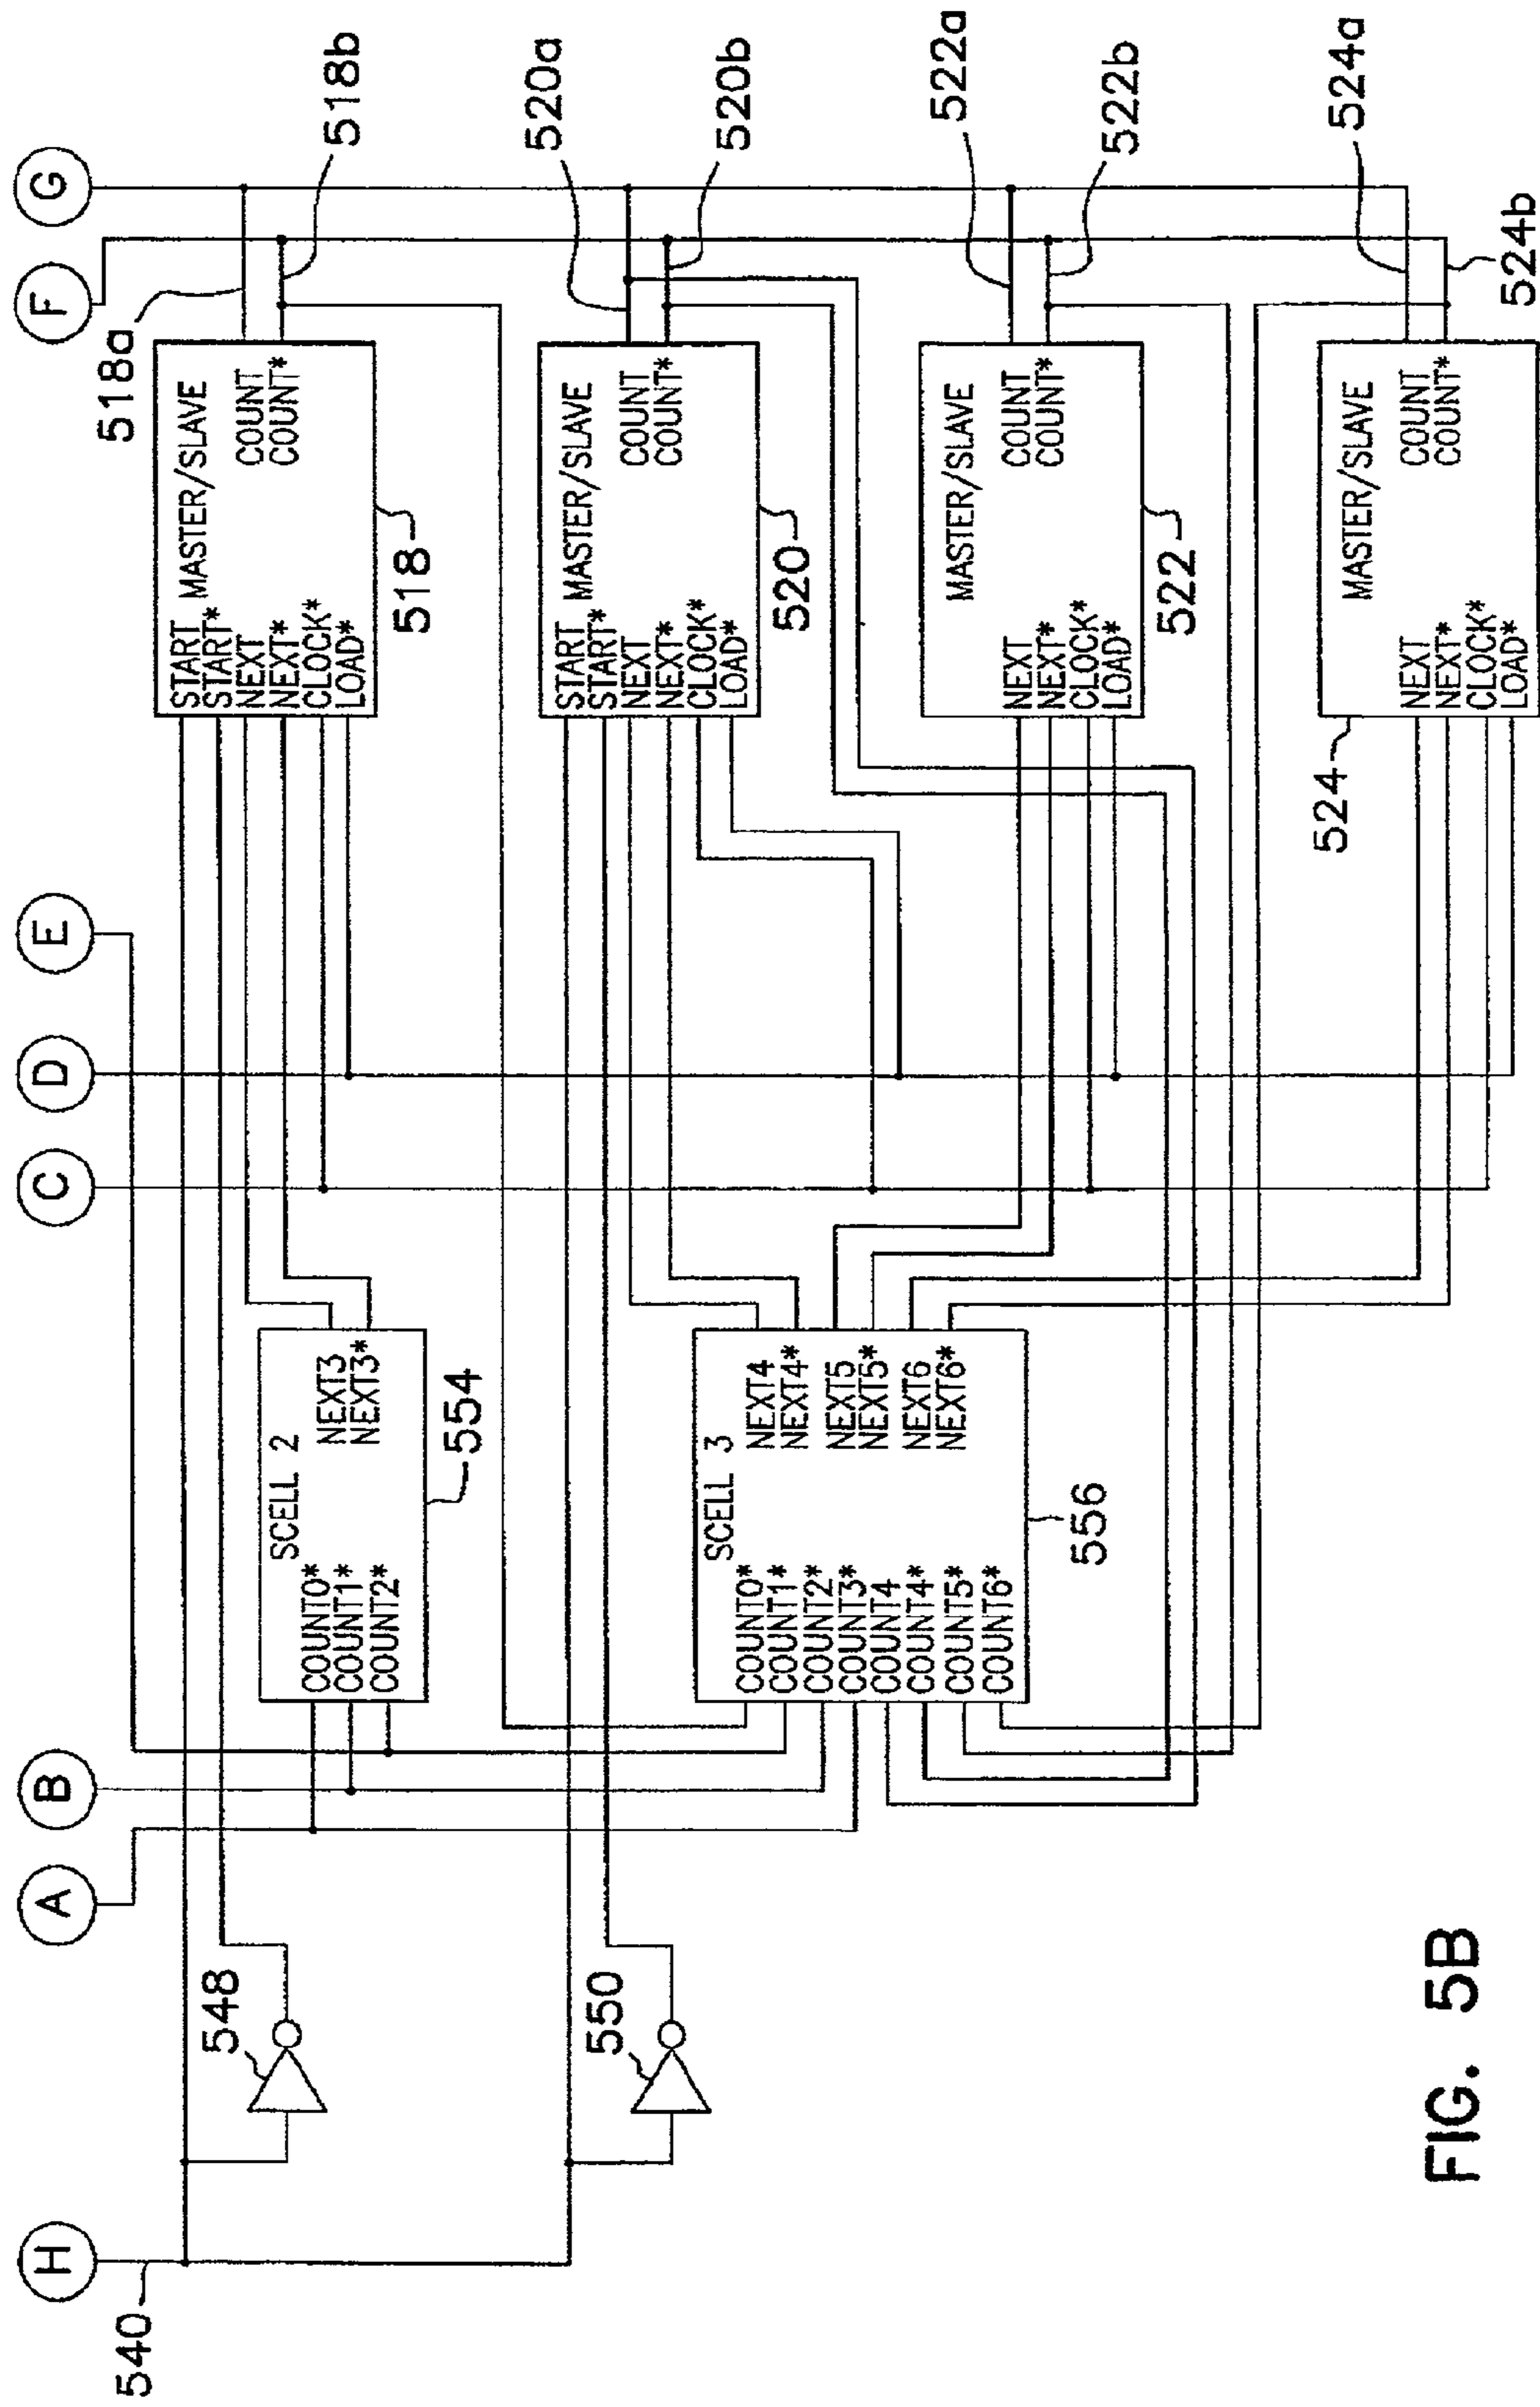 H
A
B
C
D
E
F
G
540
548
550
518a
518b
START
START*
NEXT
NEXT*
CLOCK*
LOAD*
MASTER/SLAVE
COUNT
COUNT*
518
SCELL 2
COUNT0*
COUNT1*
COUNT2*
NEXT3
NEXT3*
554
520a
520b
START
START*
NEXT
NEXT*
CLOCK*
LOAD*
MASTER/SLAVE
COUNT
COUNT*
520
SCELL 3
COUNT0*
COUNT1*
COUNT2*
COUNT3*
COUNT4
COUNT4*
COUNT5*
COUNT6*
NEXT4
NEXT4*
NEXT5
NEXT5*
NEXT6
NEXT6*
556
522a
522b
NEXT
NEXT*
CLOCK*
LOAD*
MASTER/SLAVE
COUNT
COUNT*
522
524a
524b
NEXT
NEXT*
CLOCK*
LOAD*
MASTER/SLAVE
COUNT
COUNT*
524
FIG. 5B